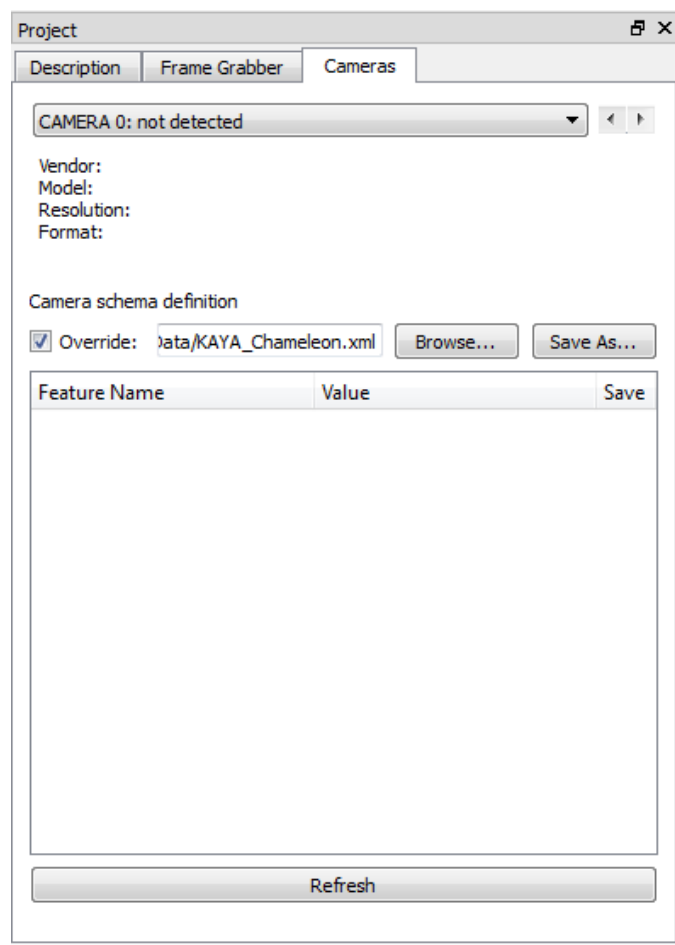 Project
Description Frame Grabber Cameras
CAMERA 0: not detected
Vendor:
Model:
Resolution:
Format:
Camera schema definition
Override: Data/KAYA_Chameleon.xml Browse... Save As...
Feature Name Value Save
Refresh